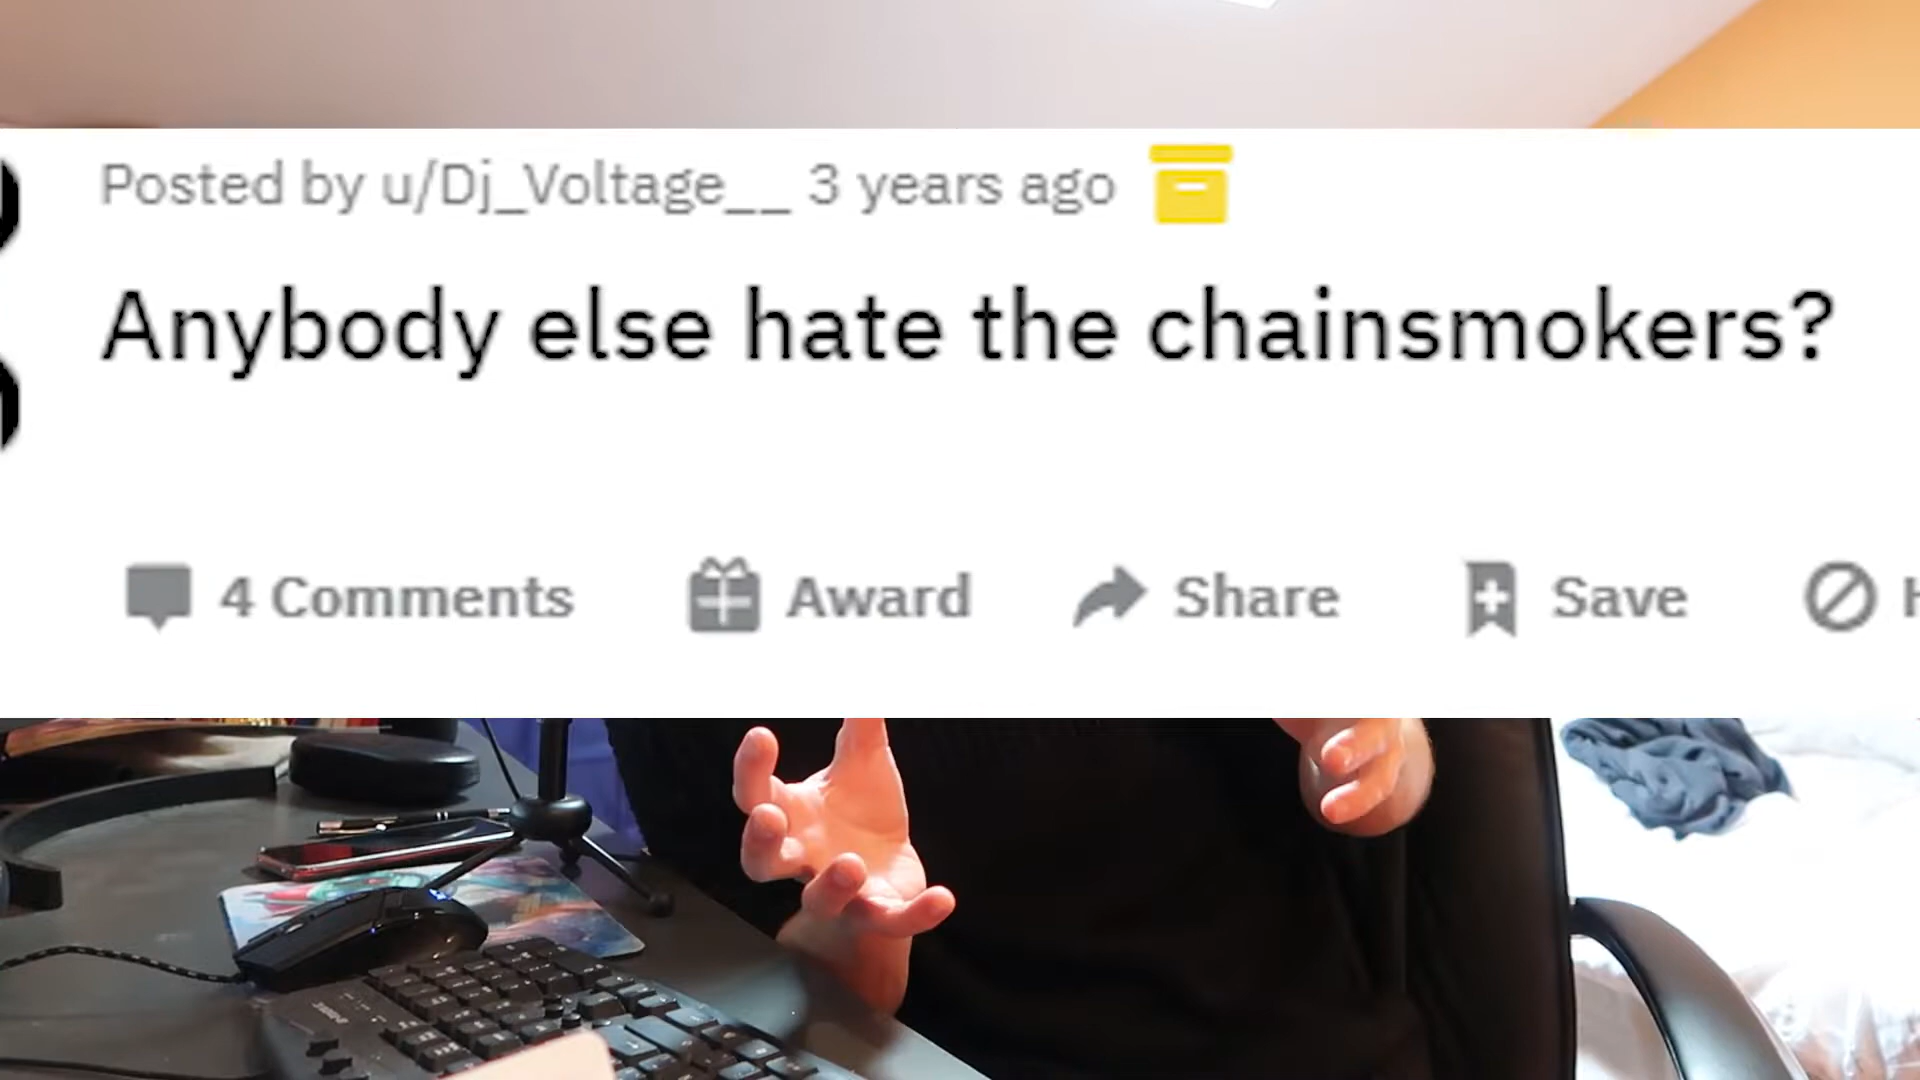 Posted by u/Dj_Voltage__ 3 years ago
Anybody else hate the chainsmokers?
4 Comments Award Share Save